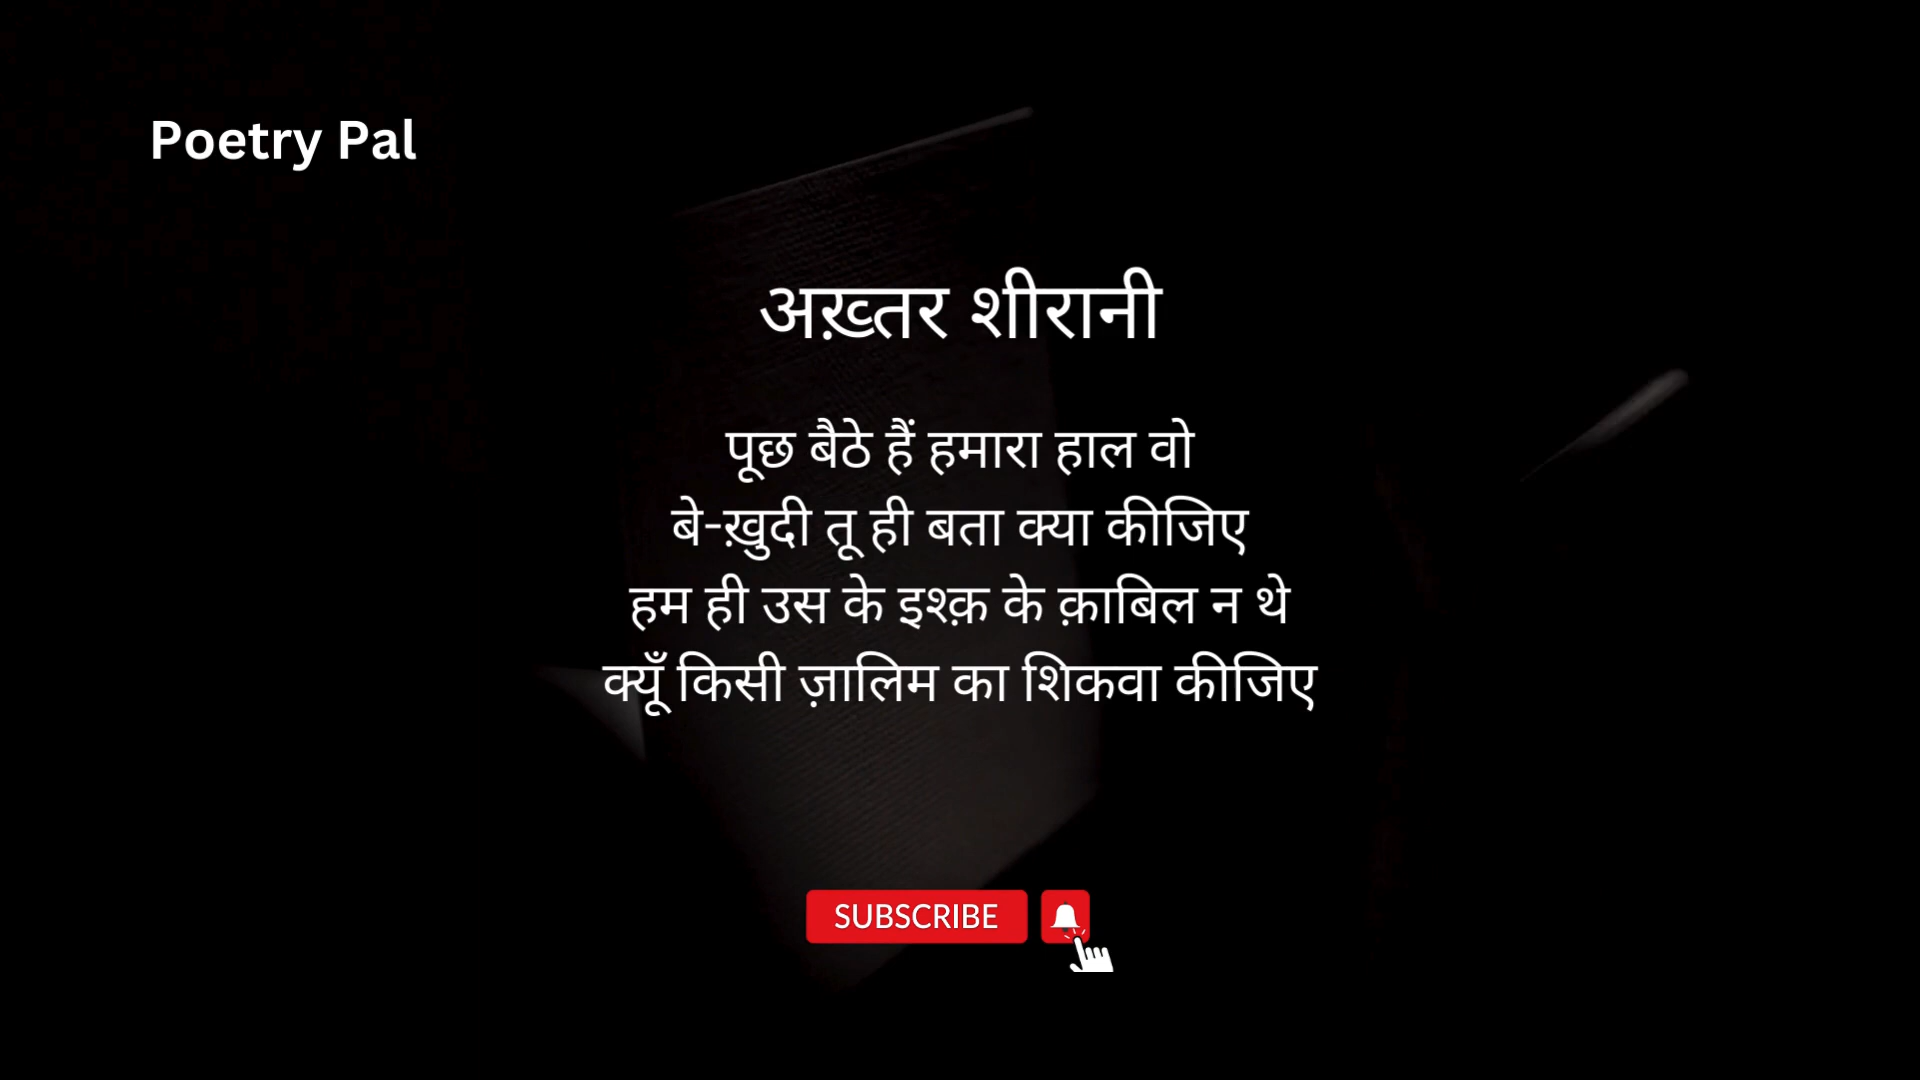 Poetry Pal
अख़्तर शीरानी
पूछ बैठे हैं हमारा हाल वो
बे-ख़ुदी तू ही बता क्या कीजिए
हम ही उस के इश्क़ के क़ाबिल न थे
क्यूँ किसी ज़ालिम का शिकवा कीजिए
SUBSCRIBE